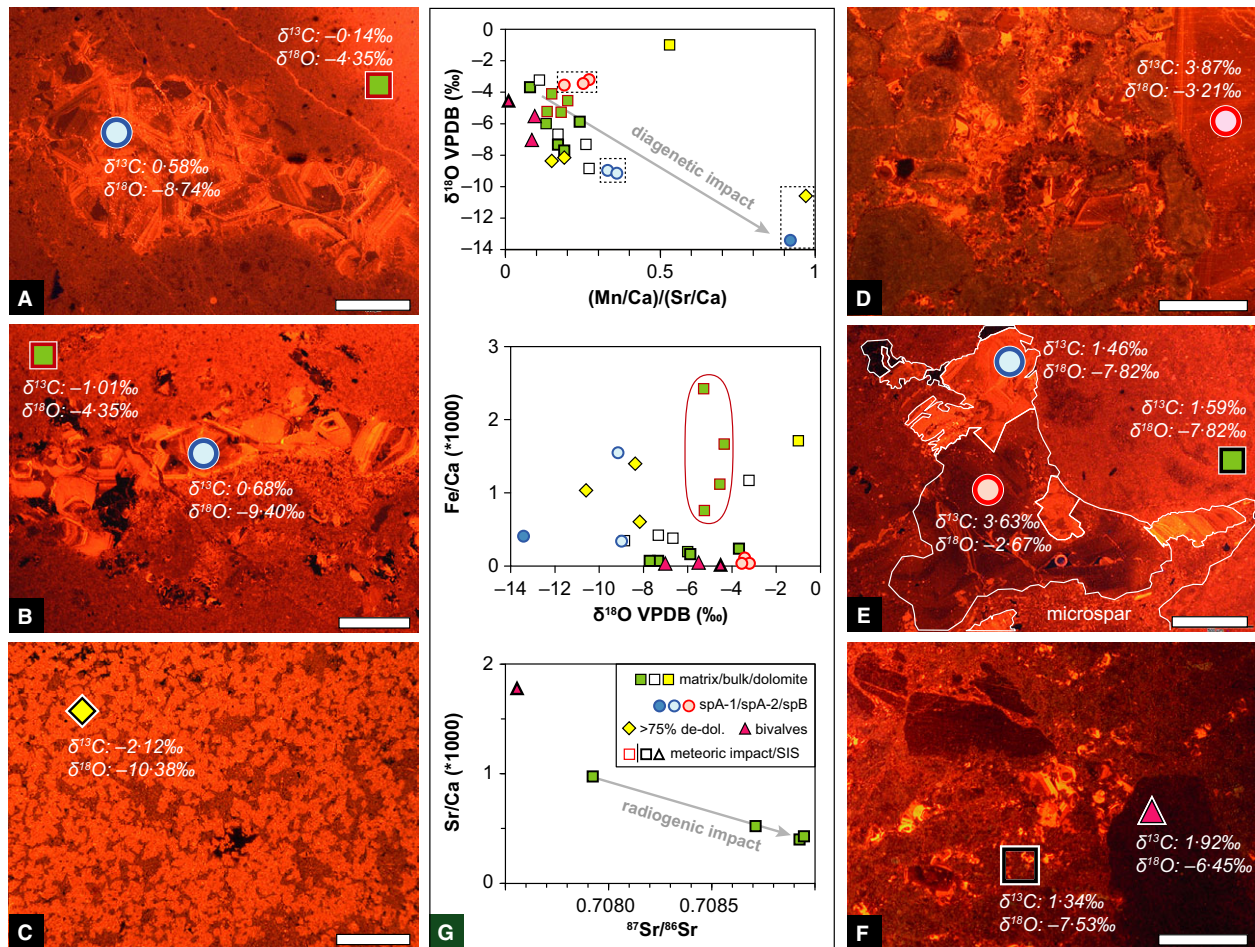 δ¹³C: –0·14‰
δ¹⁸O: –4·35‰
δ¹³C: 0·58‰
δ¹⁸O: –8·74‰
A
δ¹³C: –1·01‰
δ¹⁸O: –4·35‰
δ¹³C: 0·68‰
δ¹⁸O: –9·40‰
B
δ¹³C: –2·12‰
δ¹⁸O: –10·38‰
C
0
–2
–4
–6
–8
–10
–12
–14
δ¹⁸O VPDB (‰)
diagenetic impact
0
0.5
1
(Mn/Ca)/(Sr/Ca)
3
2
1
0
Fe/Ca (*1000)
–14
–12
–10
–8
–6
–4
–2
0
δ¹⁸O VPDB (‰)
2
1
0
Sr/Ca (*1000)
matrix/bulk/dolomite
spA-1/spA-2/spB
>75% de-dol.
bivalves
meteoric impact/SIS
radiogenic impact
0.7080
0.7085
⁸⁷Sr/⁸⁶Sr
G
δ¹³C: 3·87‰
δ¹⁸O: –3·21‰
D
δ¹³C: 1·46‰
δ¹⁸O: –7·82‰
δ¹³C: 1·59‰
δ¹⁸O: –7·82‰
δ¹³C: 3·63‰
δ¹⁸O: –2·67‰
microspar
E
δ¹³C: 1·92‰
δ¹⁸O: –6·45‰
δ¹³C: 1·34‰
δ¹⁸O: –7·53‰
F